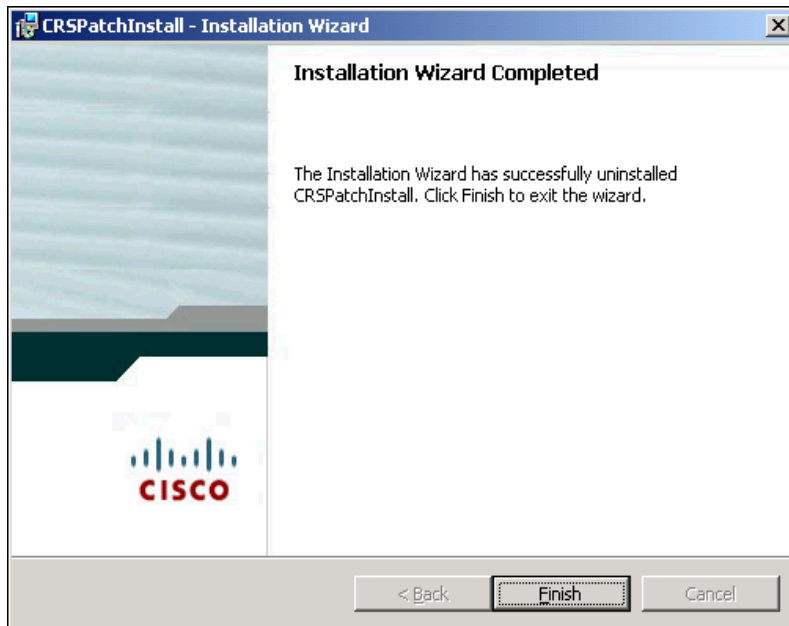 CRSPatchInstall - Installation Wizard
Installation Wizard Completed
The Installation Wizard has successfully uninstalled
CRSPatchInstall. Click Finish to exit the wizard.
CISCO
< Back
Finish
Cancel